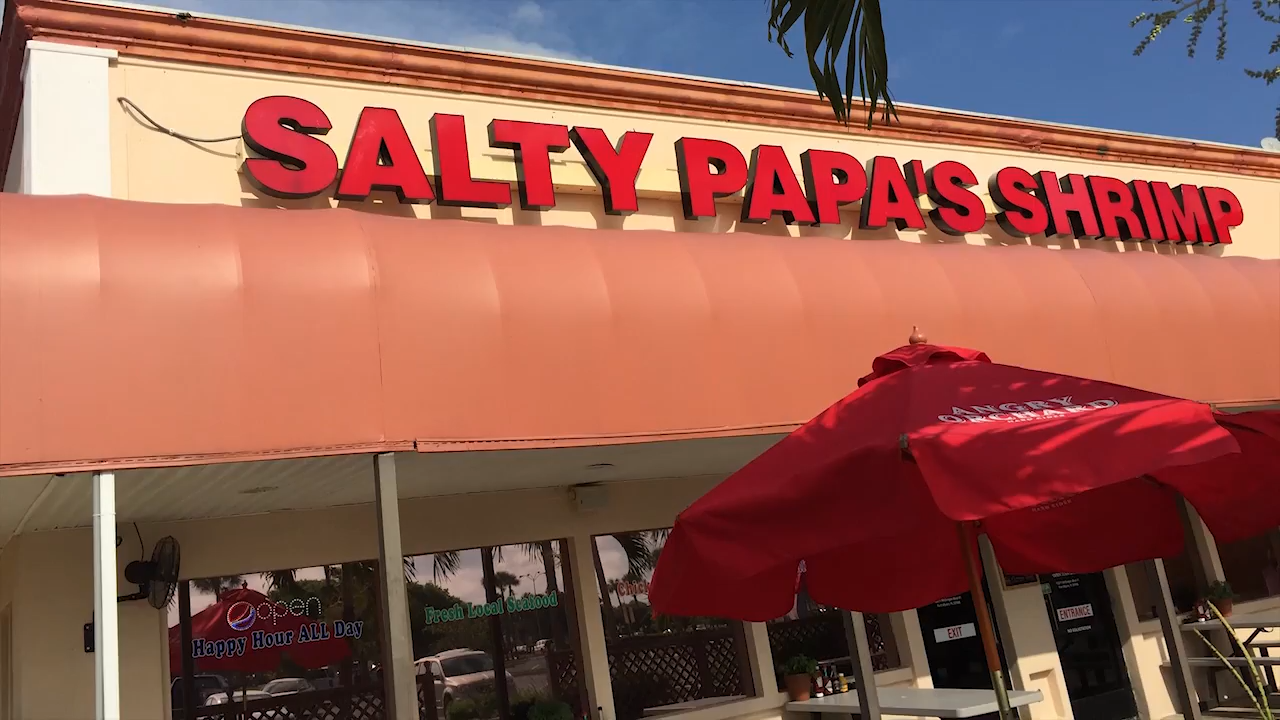 SALTY PAPA'S SHRIMP
ANGRY
ORCHARD
open
Happy Hour ALL Day
Fresh Local Seafood
EXIT
ENTRANCE